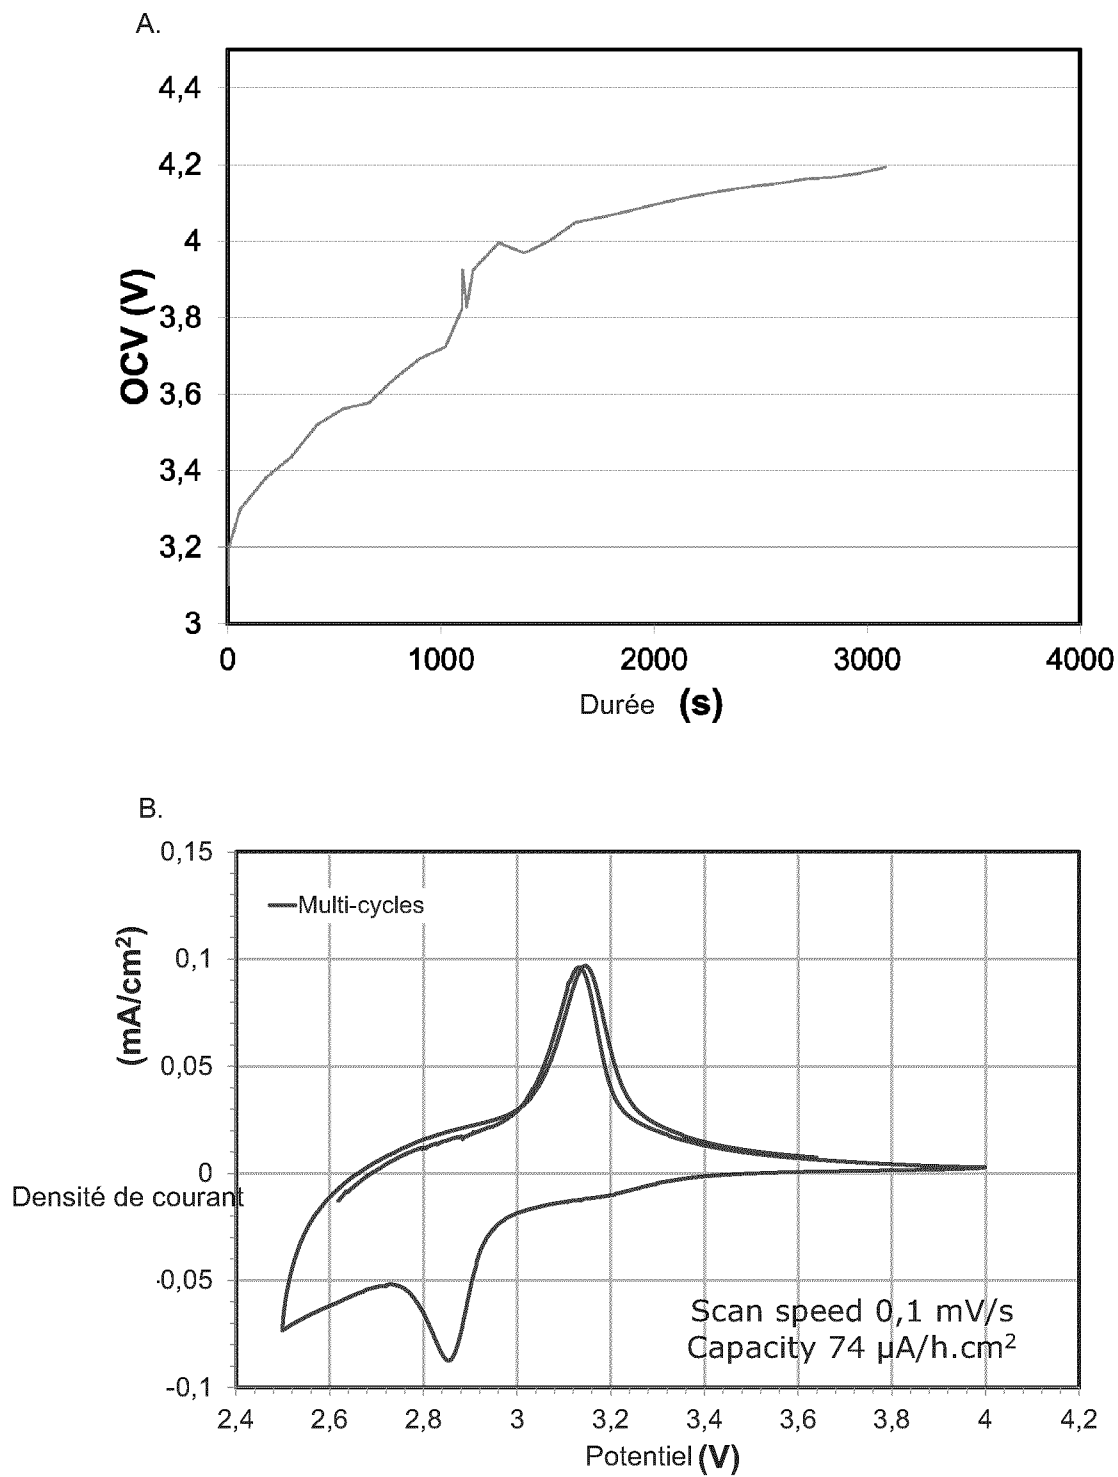 A.
4,4
4,2
4
3,8
3,6
3,4
3,2
3
OCV (V)
0 1000 2000 3000 4000
Durée (s)
B.
0,15
0,1
0,05
0
-0,05
-0,1
(mA/cm²)
Densité de courant
Multi-cycles
Scan speed 0,1 mV/s
Capacity 74 µA/h.cm²
2,4 2,6 2,8 3 3,2 3,4 3,6 3,8 4 4,2
Potentiel (V)